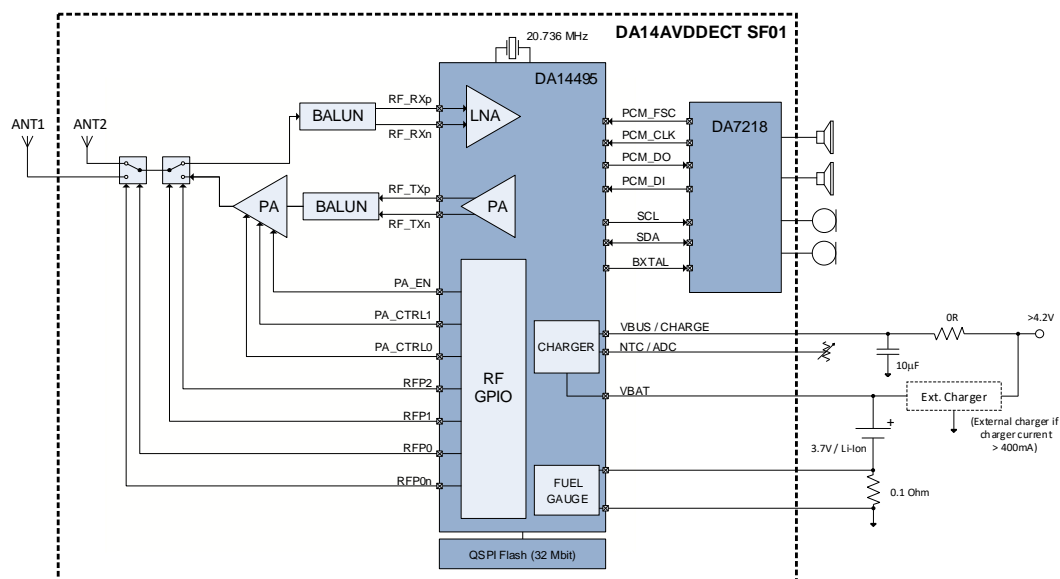 20.736 MHz
DA14AVDDECT SF01
DA14495
RF_RXp
BALUN
LNA
RF_RXn
PCM_FSC
DA7218
ANT1
ANT2
PCM_CLK
PCM_DO
PCM_DI
RF_TXp
PA
BALUN
PA
RF_TXn
SCL
SDA
BXTAL
PA_EN
PA_CTRL1
VBUS / CHARGE
0R
>4.2V
CHARGER
NTC / ADC
PA_CTRL0
10µF
RF
GPIO
RFP2
VBAT
Ext. Charger
RFP1
(External charger if
charger current
> 400mA)
+
3.7V / Li-Ion
RFP0
RFP0n
FUEL
GAUGE
0.1 Ohm
QSPI Flash (32 Mbit)